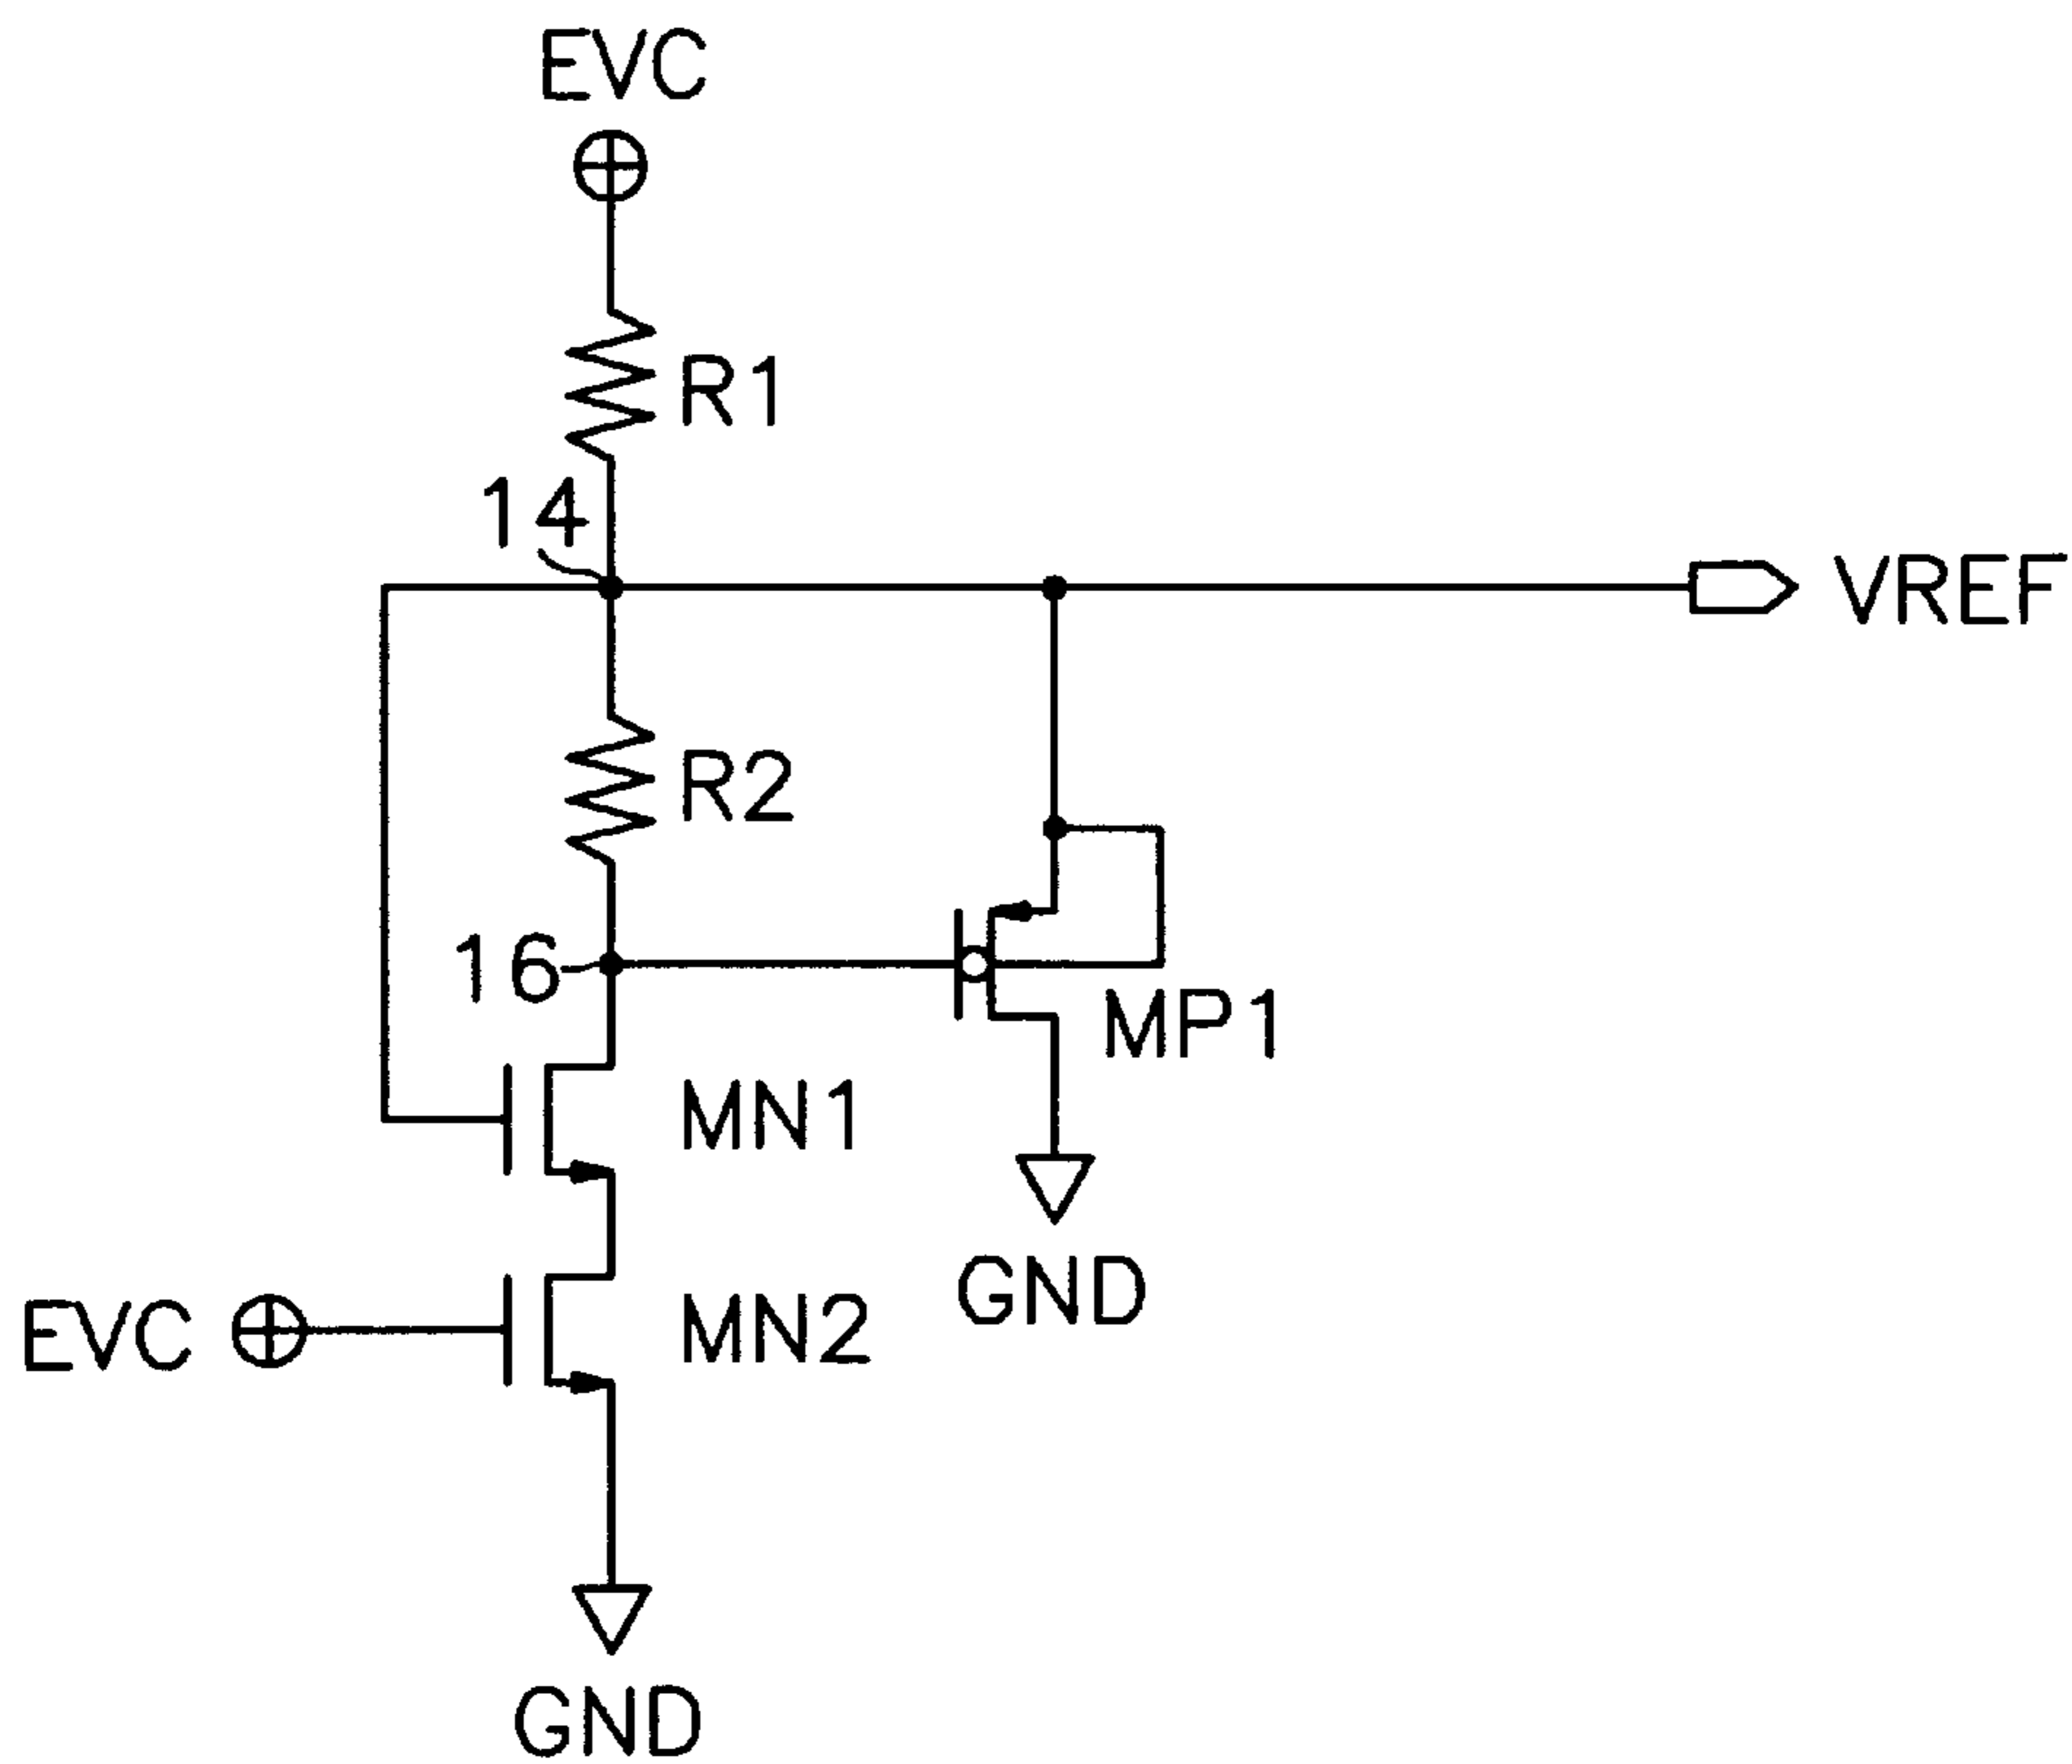 EVC
R1
14
VREF
R2
16
MP1
MN1
GND
EVC
MN2
GND